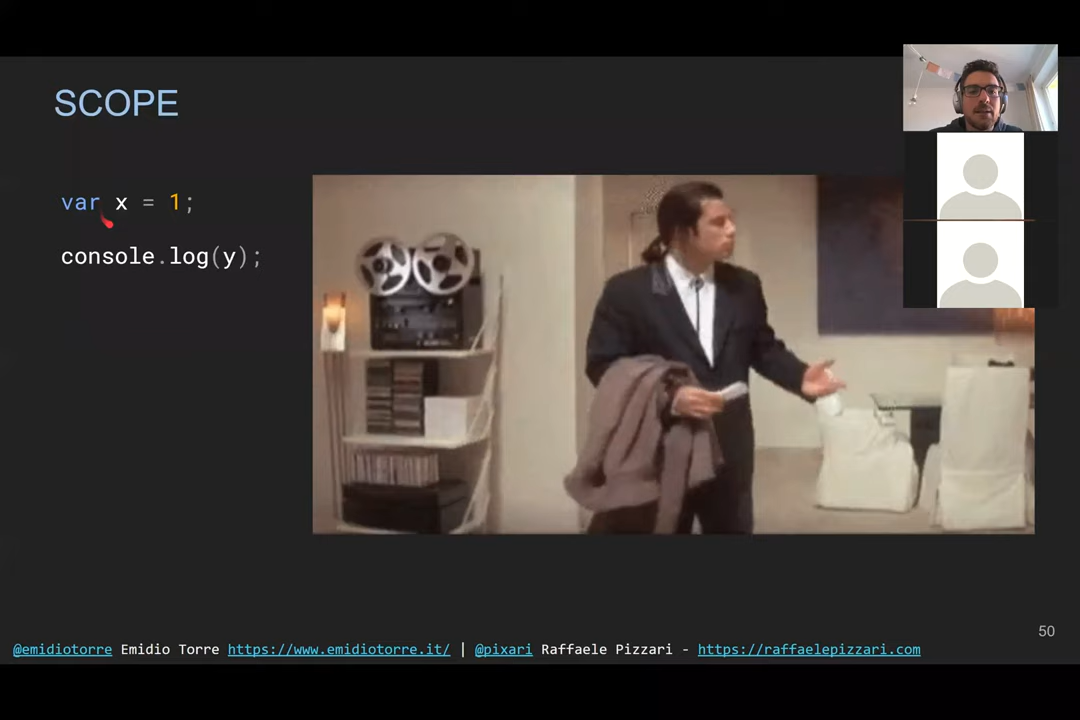 SCOPE
var x = 1;
console.log(y);
50
@emidiotorre Emidio Torre https://www.emidiotorre.it/ | @pixari Raffaele Pizzari - https://raffaelepizzari.com